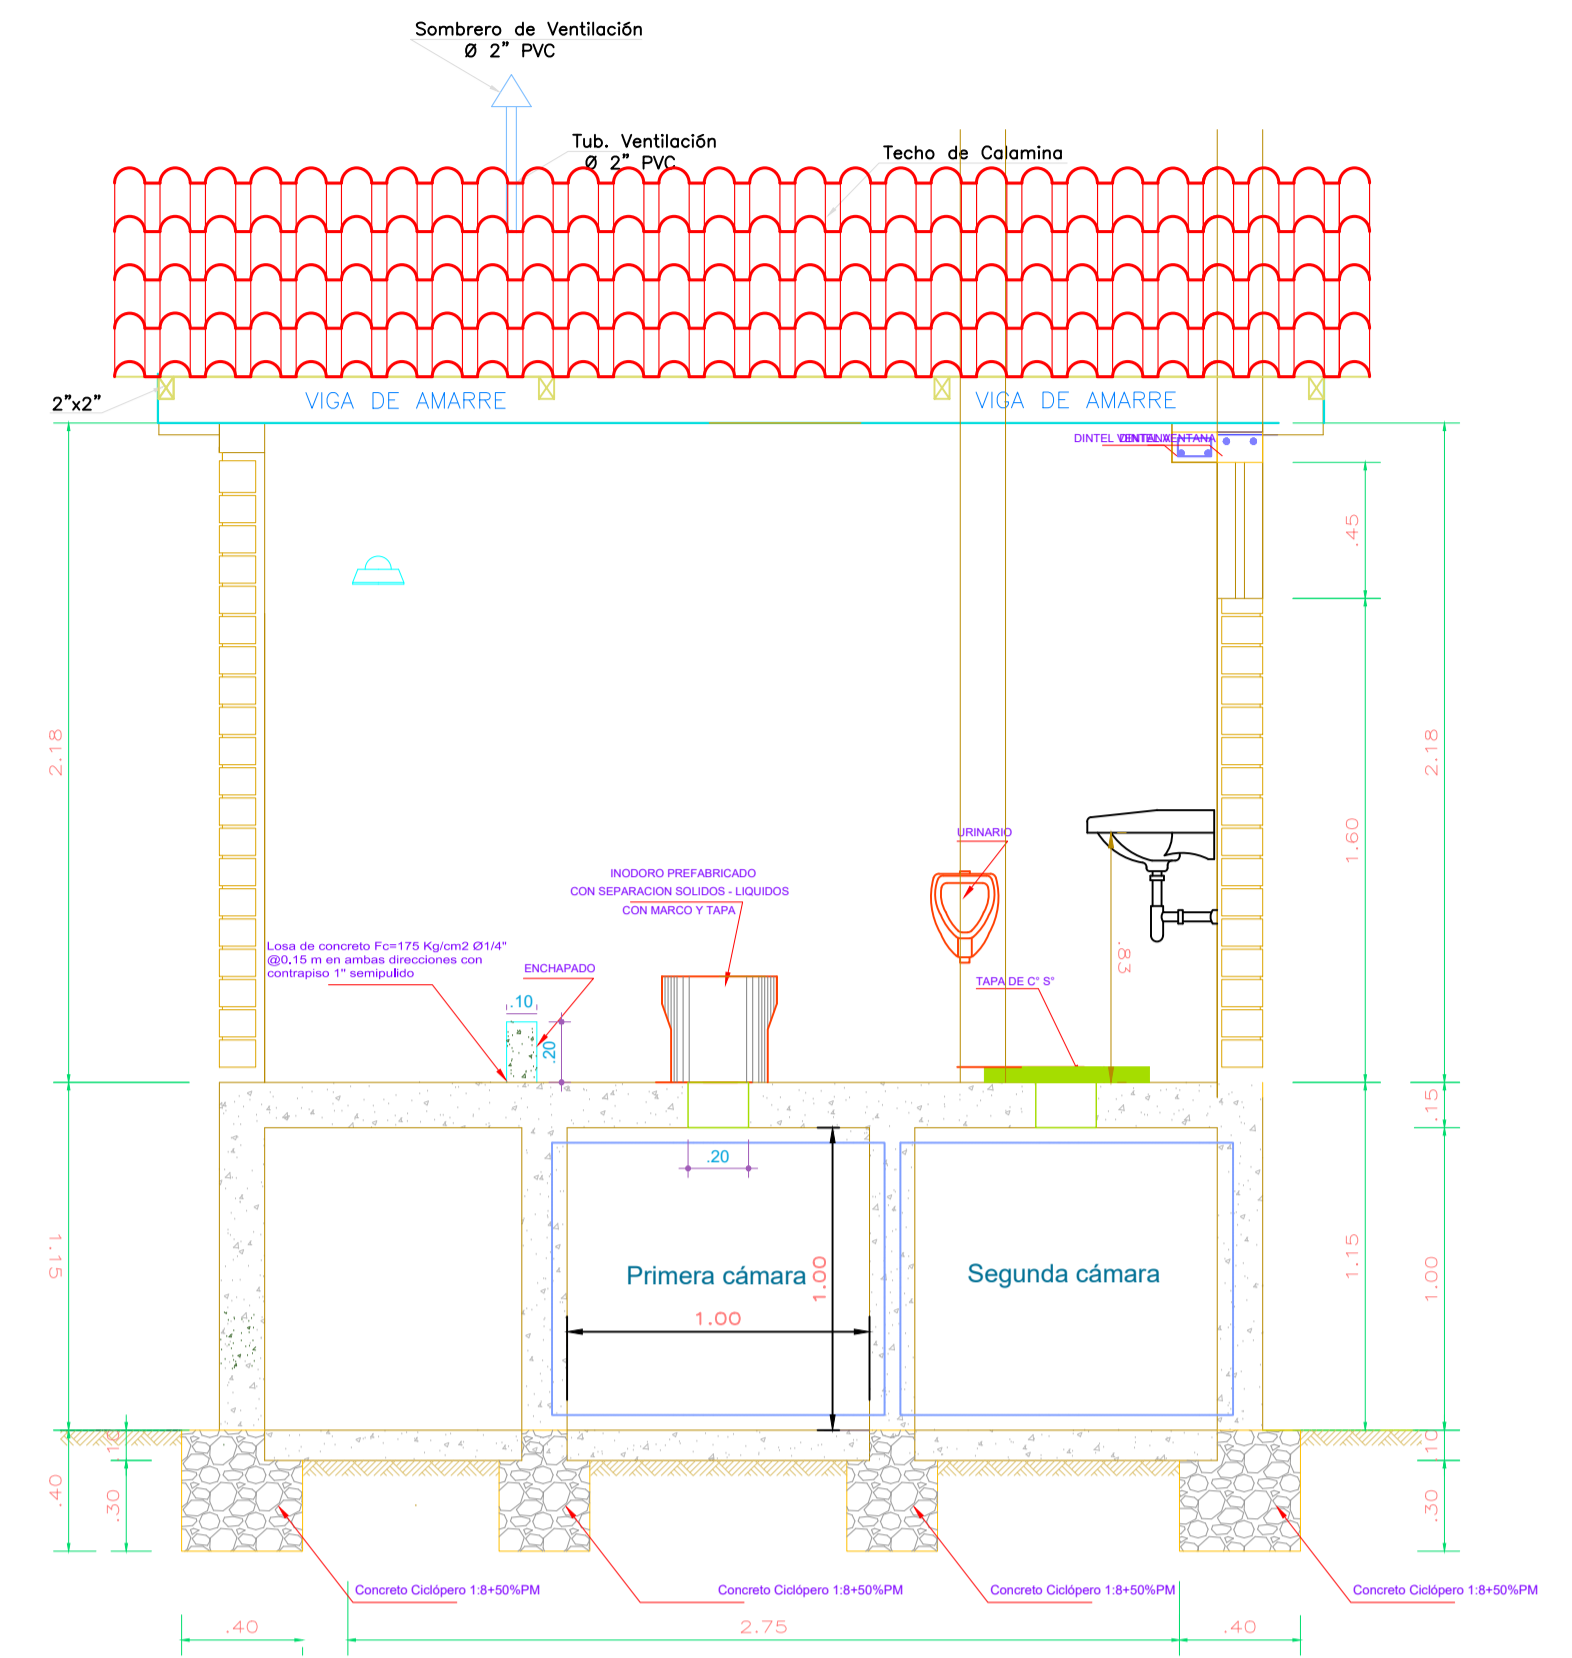 Sombrero de Ventilación
Ø 2" PVC
Tub. Ventilación
Ø 2" PVC
Techo de Calamina
2"x2"
VIGA DE AMARRE
VIGA DE AMARRE
DINTEL VENTANA
DINTEL VENTANA
.45
2.18
2.18
1.60
URINARIO
INODORO PREFABRICADO
CON SEPARACION SOLIDOS - LIQUIDOS
CON MARCO Y TAPA
.83
Losa de concreto Fc=175 Kg/cm2 Ø1/4"
@0.15 m en ambas direcciones con
contrapiso 1" semipulido
ENCHAPADO
TAPA DE C° S°
.10
.20
.15
.20
Primera cámara
1.00
1.00
Segunda cámara
1.15
1.15
1.00
.10
.10
.40
.30
.30
Concreto Ciclópero 1:8+50%PM
Concreto Ciclópero 1:8+50%PM
Concreto Ciclópero 1:8+50%PM
Concreto Ciclópero 1:8+50%PM
.40
2.75
.40